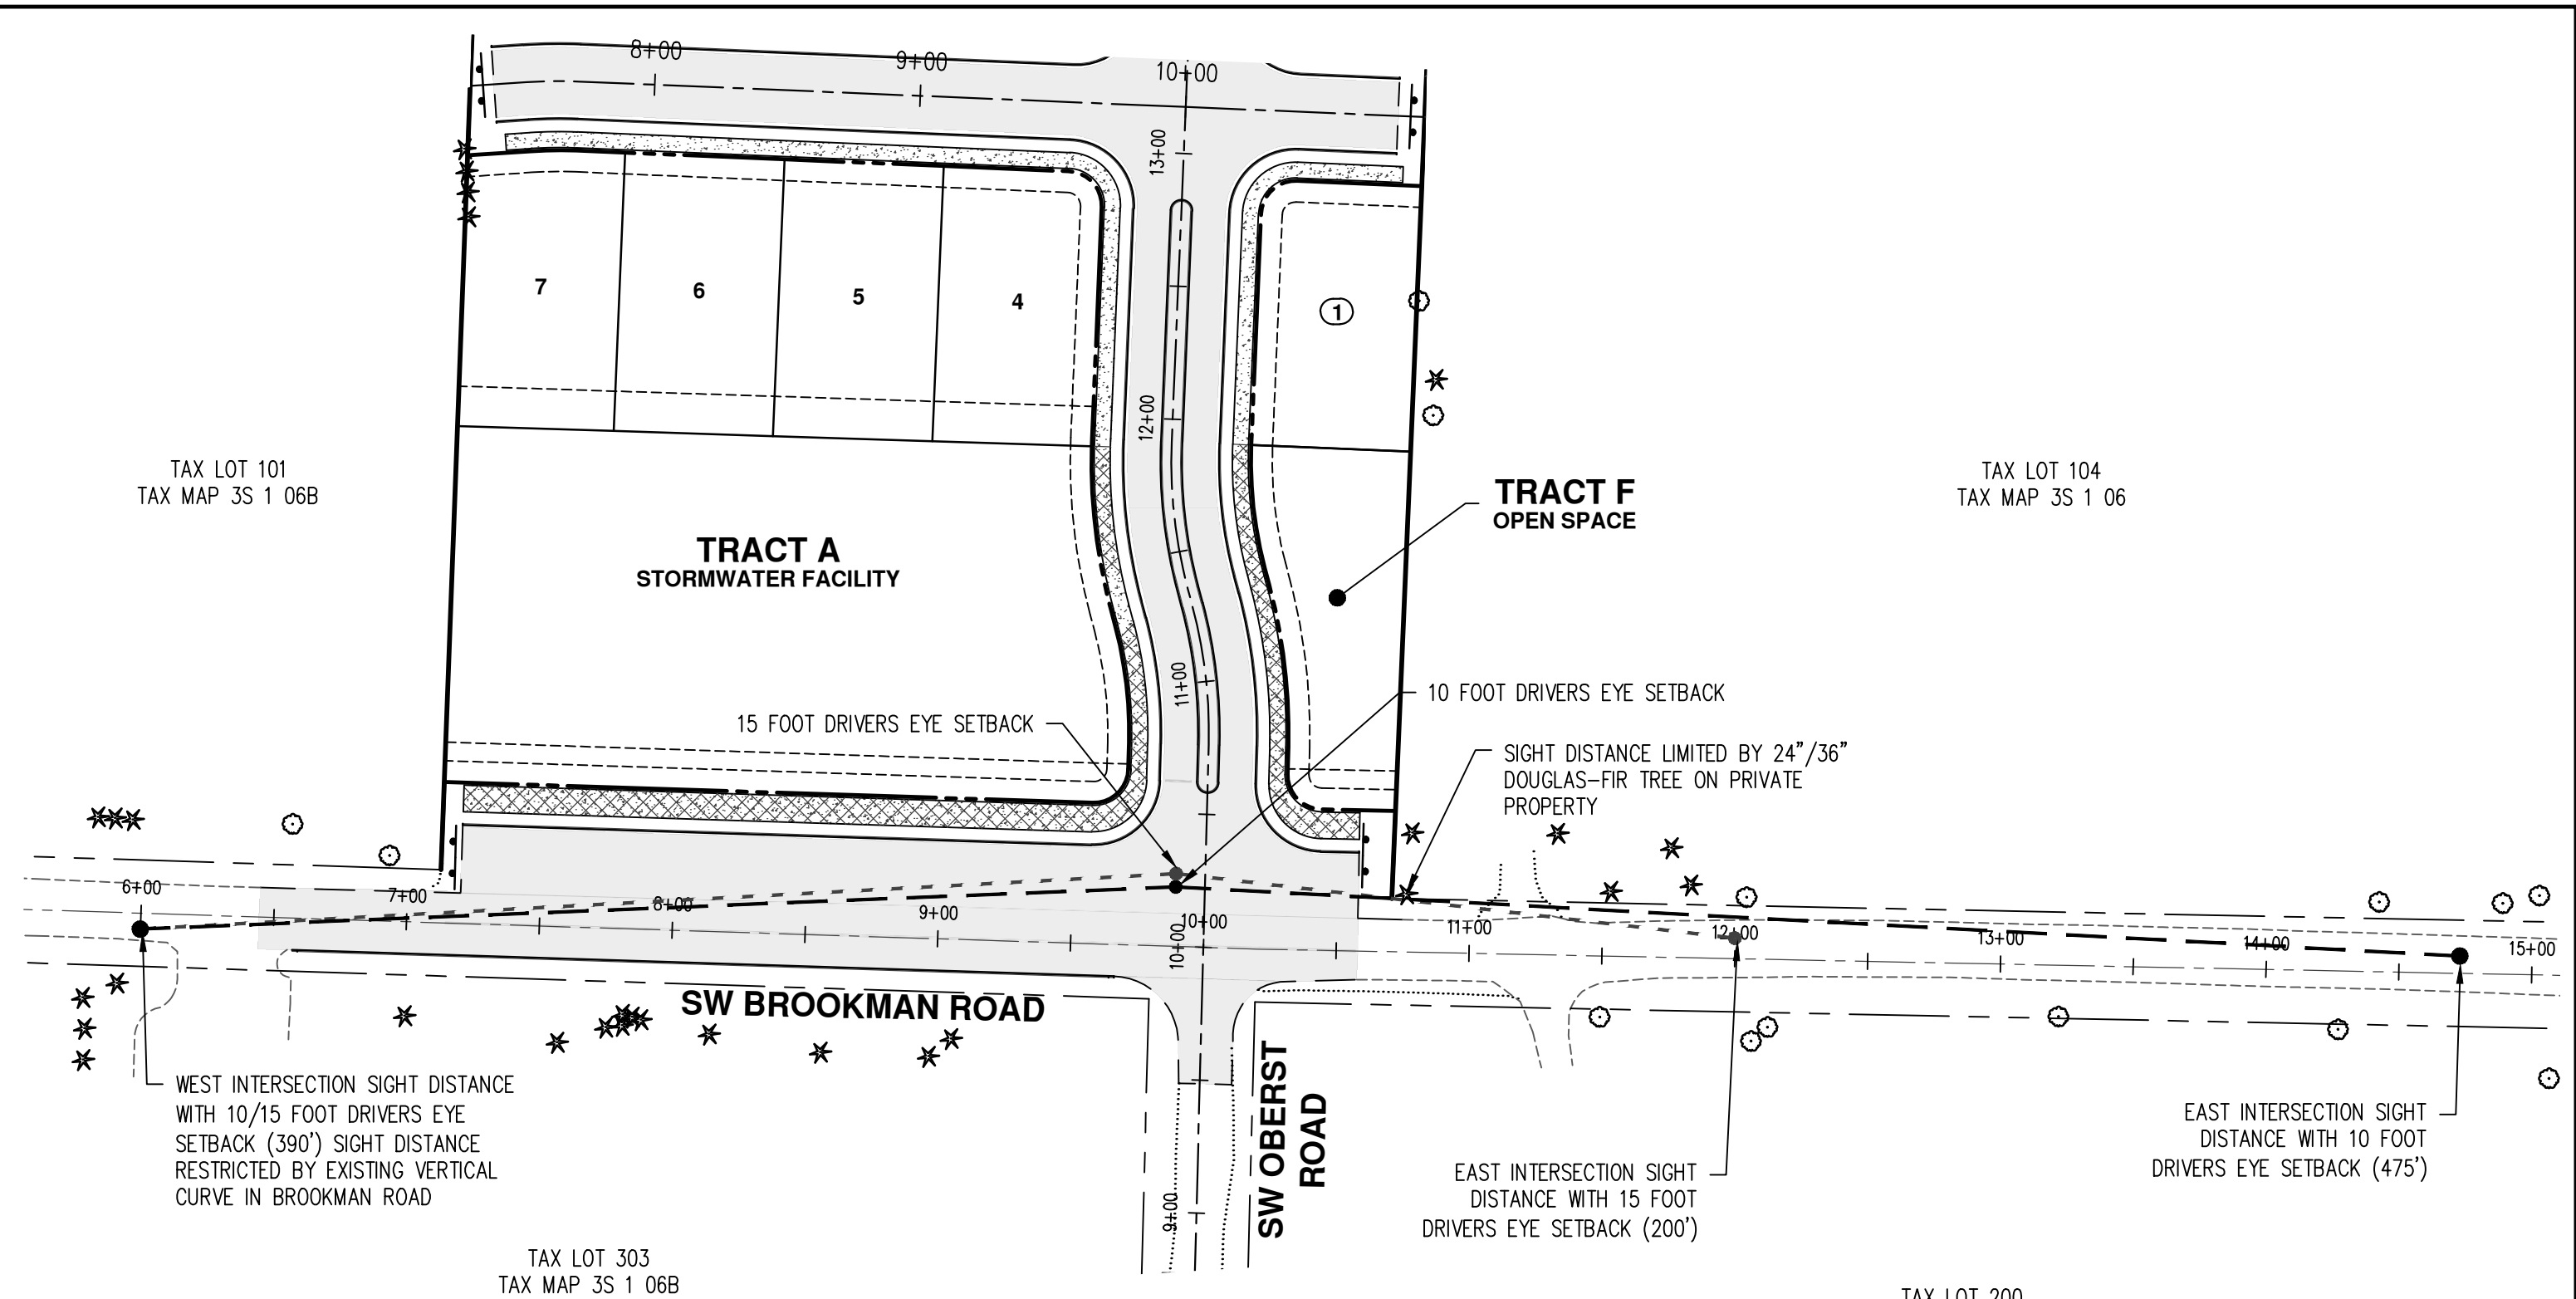 8+00
9+00
10+00
13+00
7
6
5
4
1
12+00
TAX LOT 101
TAX MAP 3S 1 06B
TAX LOT 104
TAX MAP 3S 1 06
TRACT F
OPEN SPACE
TRACT A
STORMWATER FACILITY
11+00
10 FOOT DRIVERS EYE SETBACK
15 FOOT DRIVERS EYE SETBACK
SIGHT DISTANCE LIMITED BY 24"/36"
DOUGLAS-FIR TREE ON PRIVATE
PROPERTY
6+00
7+00
8+00
9+00
10+00
11+00
12+00
13+00
14+00
15+00
10+00
SW BROOKMAN ROAD
SW OBERST
ROAD
9+00
WEST INTERSECTION SIGHT DISTANCE
WITH 10/15 FOOT DRIVERS EYE
SETBACK (390') SIGHT DISTANCE
RESTRICTED BY EXISTING VERTICAL
CURVE IN BROOKMAN ROAD
EAST INTERSECTION SIGHT
DISTANCE WITH 15 FOOT
DRIVERS EYE SETBACK (200')
EAST INTERSECTION SIGHT
DISTANCE WITH 10 FOOT
DRIVERS EYE SETBACK (475')
TAX LOT 303
TAX MAP 3S 1 06B
TAX LOT 200